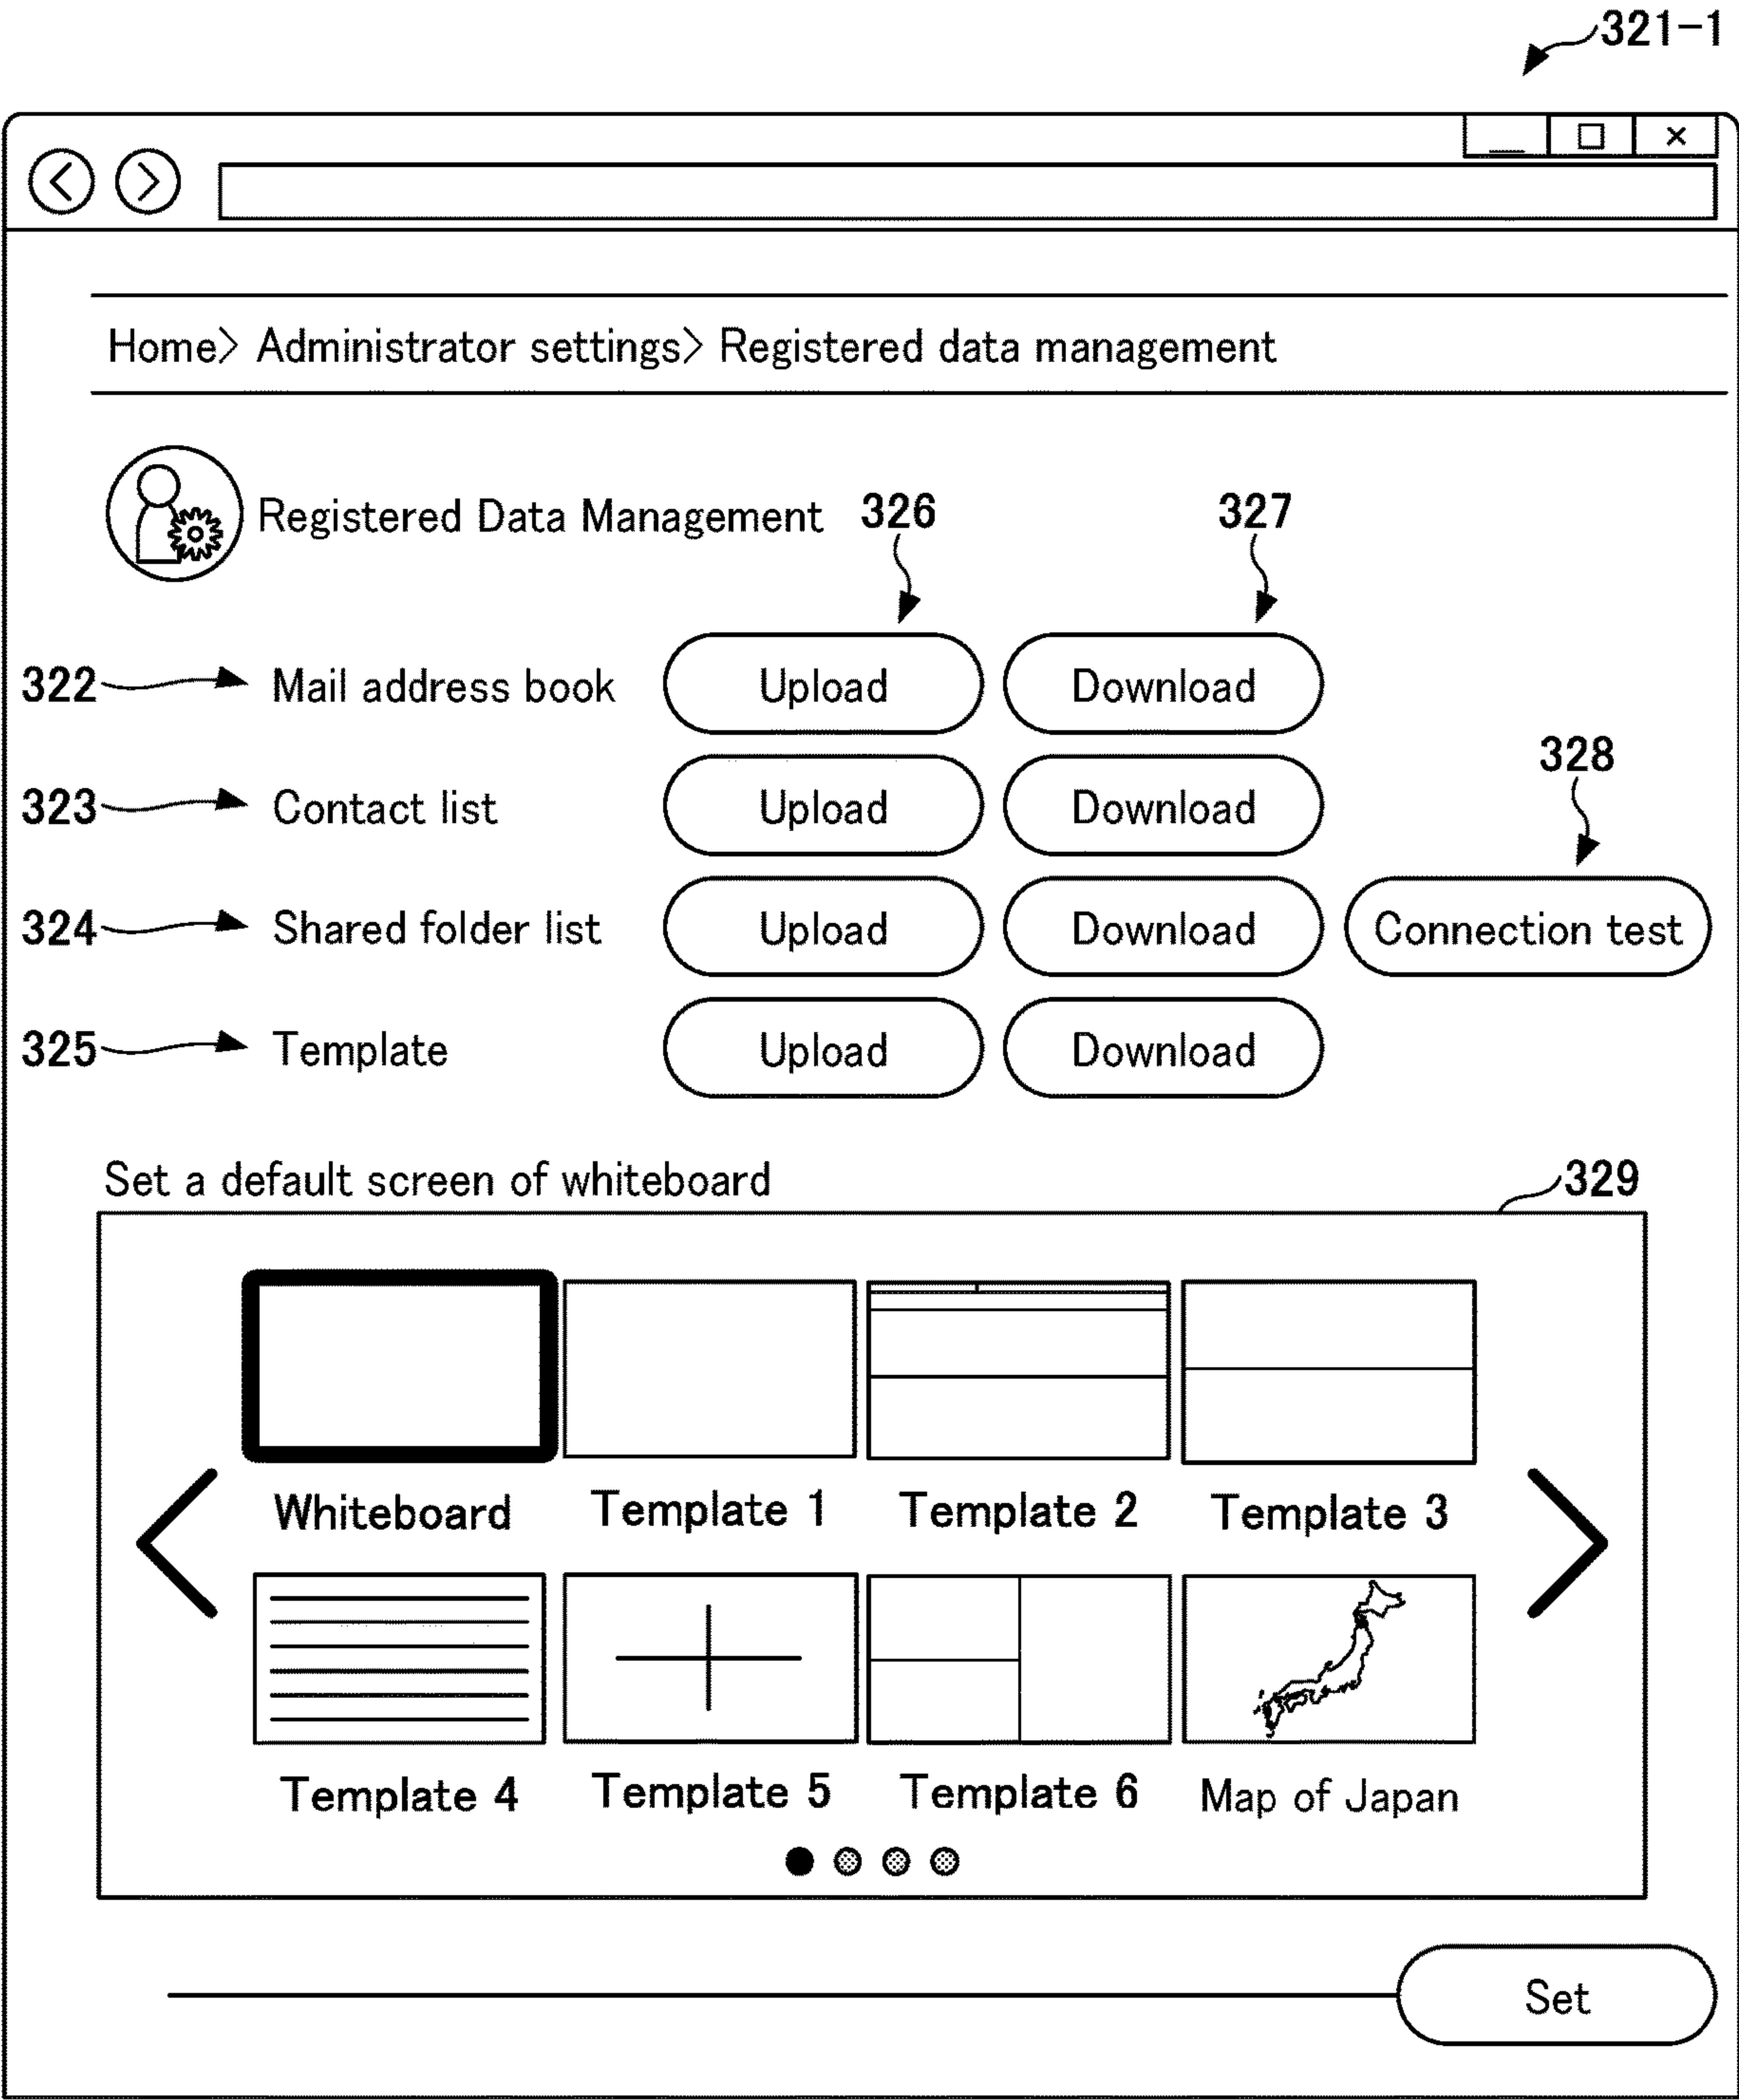 321-1
Home> Administrator settings> Registered data management
Registered Data Management 326 327
322 Mail address book Upload Download
328
323 Contact list Upload Download
324 Shared folder list Upload Download Connection test
325 Template Upload Download
Set a default screen of whiteboard 329
Whiteboard Template 1 Template 2 Template 3
Template 4 Template 5 Template 6 Map of Japan
Set